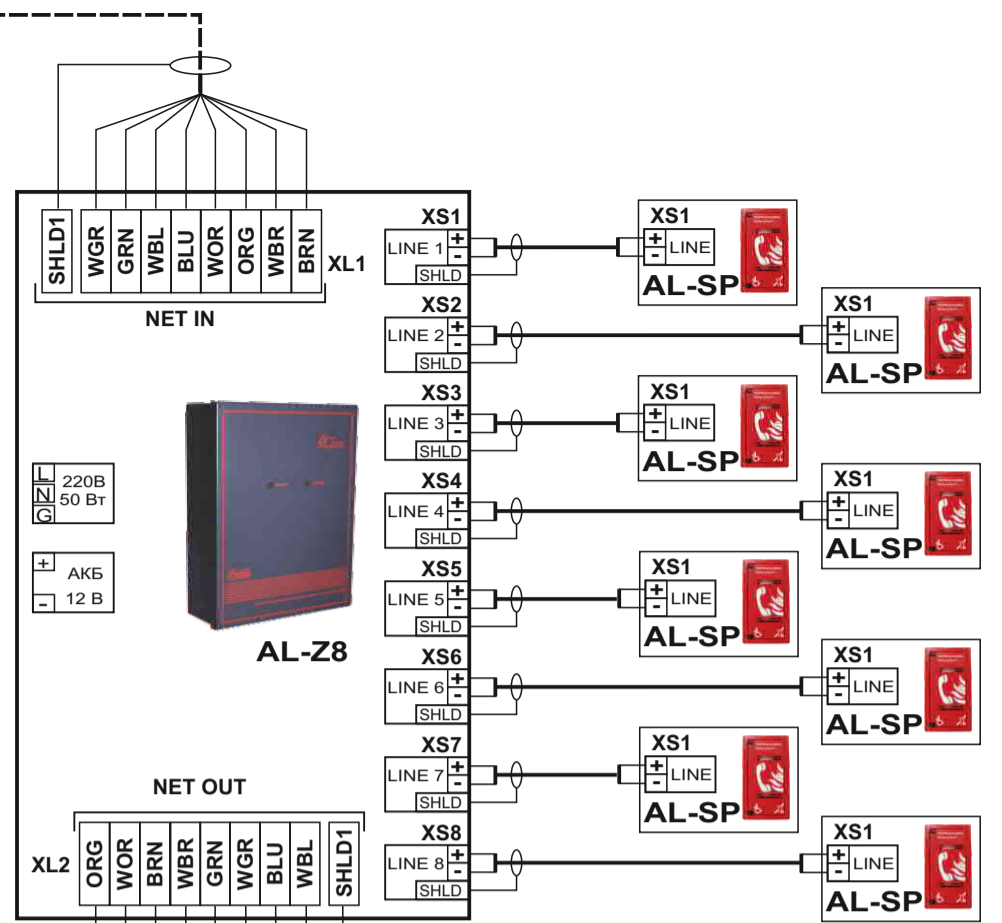 SHLD1
WGR
GRN
WBL
BLU
WOR
ORG
WBR
BRN
XL1
NET IN
XS1
LINE 1 + -
SHLD
XS1
+ - LINE
AL-SP
XS2
LINE 2 + -
SHLD
XS1
+ - LINE
AL-SP
XS3
LINE 3 + -
SHLD
XS1
+ - LINE
AL-SP
XS4
LINE 4 + -
SHLD
XS1
+ - LINE
AL-SP
L
N
G
220В
50 Вт
+
-
АКБ
12 В
AL-Z8
XS5
LINE 5 + -
SHLD
XS1
+ - LINE
AL-SP
XS6
LINE 6 + -
SHLD
XS1
+ - LINE
AL-SP
XS7
LINE 7 + -
SHLD
XS1
+ - LINE
AL-SP
XS8
LINE 8 + -
SHLD
XS1
+ - LINE
AL-SP
NET OUT
XL2
ORG
WOR
BRN
WBR
GRN
WGR
BLU
WBL
SHLD1